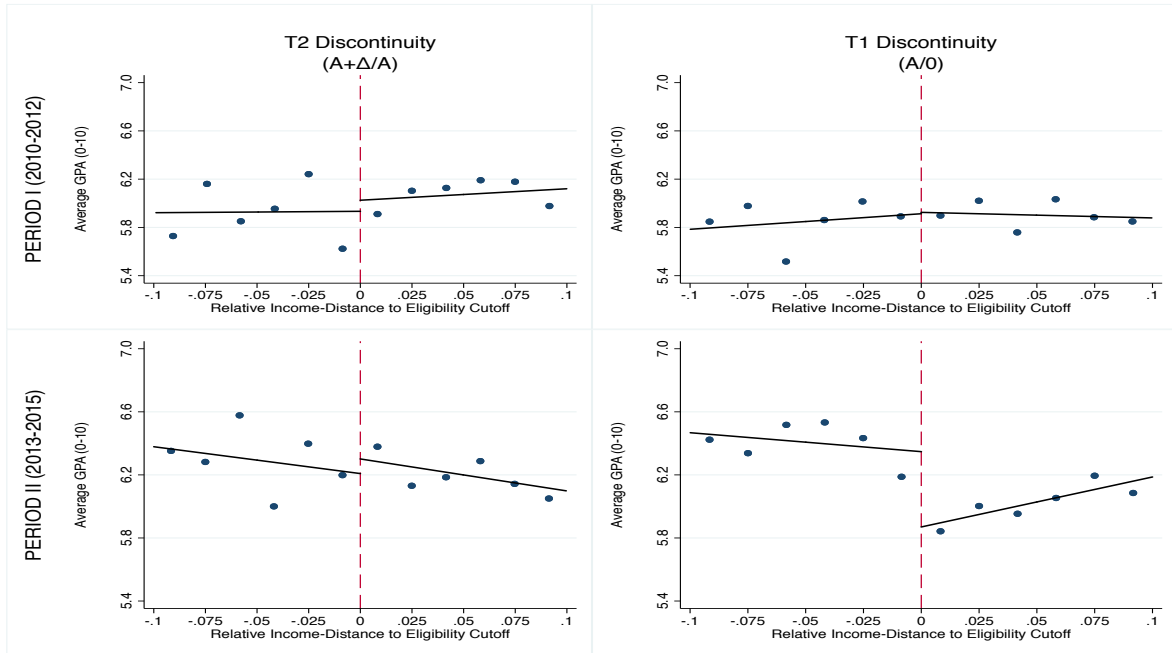 T2 Discontinuity
(A+Δ/A)
T1 Discontinuity
(A/0)
PERIOD I (2010-2012)
Average GPA (0-10)
7.0
6.6
6.2
5.8
5.4
-.1 -.075 -.05 -.025 0 .025 .05 .075 .1
Relative Income-Distance to Eligibility Cutoff
Average GPA (0-10)
7.0
6.6
6.2
5.8
5.4
-.1 -.075 -.05 -.025 0 .025 .05 .075 .1
Relative Income-Distance to Eligibility Cutoff
PERIOD II (2013-2015)
Average GPA (0-10)
7.0
6.6
6.2
5.8
5.4
-.1 -.075 -.05 -.025 0 .025 .05 .075 .1
Relative Income-Distance to Eligibility Cutoff
Average GPA (0-10)
7.0
6.6
6.2
5.8
5.4
-.1 -.075 -.05 -.025 0 .025 .05 .075 .1
Relative Income-Distance to Eligibility Cutoff